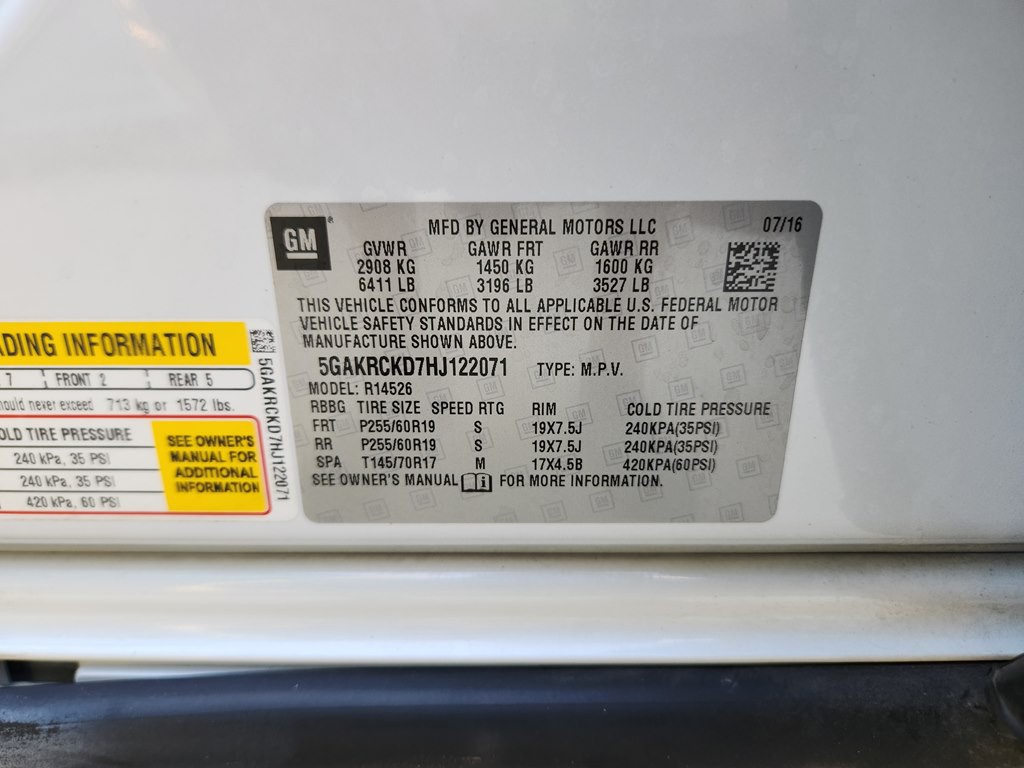 GM
MFD BY GENERAL MOTORS LLC 07/16
GVWR GAWR FRT GAWR RR
2908 KG 1450 KG 1600 KG
6411 LB 3196 LB 3527 LB
THIS VEHICLE CONFORMS TO ALL APPLICABLE U.S. FEDERAL MOTOR
VEHICLE SAFETY STANDARDS IN EFFECT ON THE DATE OF
MANUFACTURE SHOWN ABOVE.
5GAKRCKD7HJ122071 TYPE: M.P.V.
MODEL: R14526
RBBG TIRE SIZE SPEED RTG RIM COLD TIRE PRESSURE
FRT P255/60R19 S 19X7.5J 240KPA(35PSI)
RR P255/60R19 S 19X7.5J 240KPA(35PSI)
SPA T145/70R17 M 17X4.5B 420KPA(60PSI)
SEE OWNER'S MANUAL FOR MORE INFORMATION.
ADING INFORMATION
7 FRONT 2 REAR 5
ould never exceed 713 kg or 1572 lbs.
OLD TIRE PRESSURE
240 kPa, 35 PSI
240 kPa, 35 PSI
420 kPa, 60 PSI
SEE OWNER'S
MANUAL FOR
ADDITIONAL
INFORMATION
5GAKRCKD7HJ122071